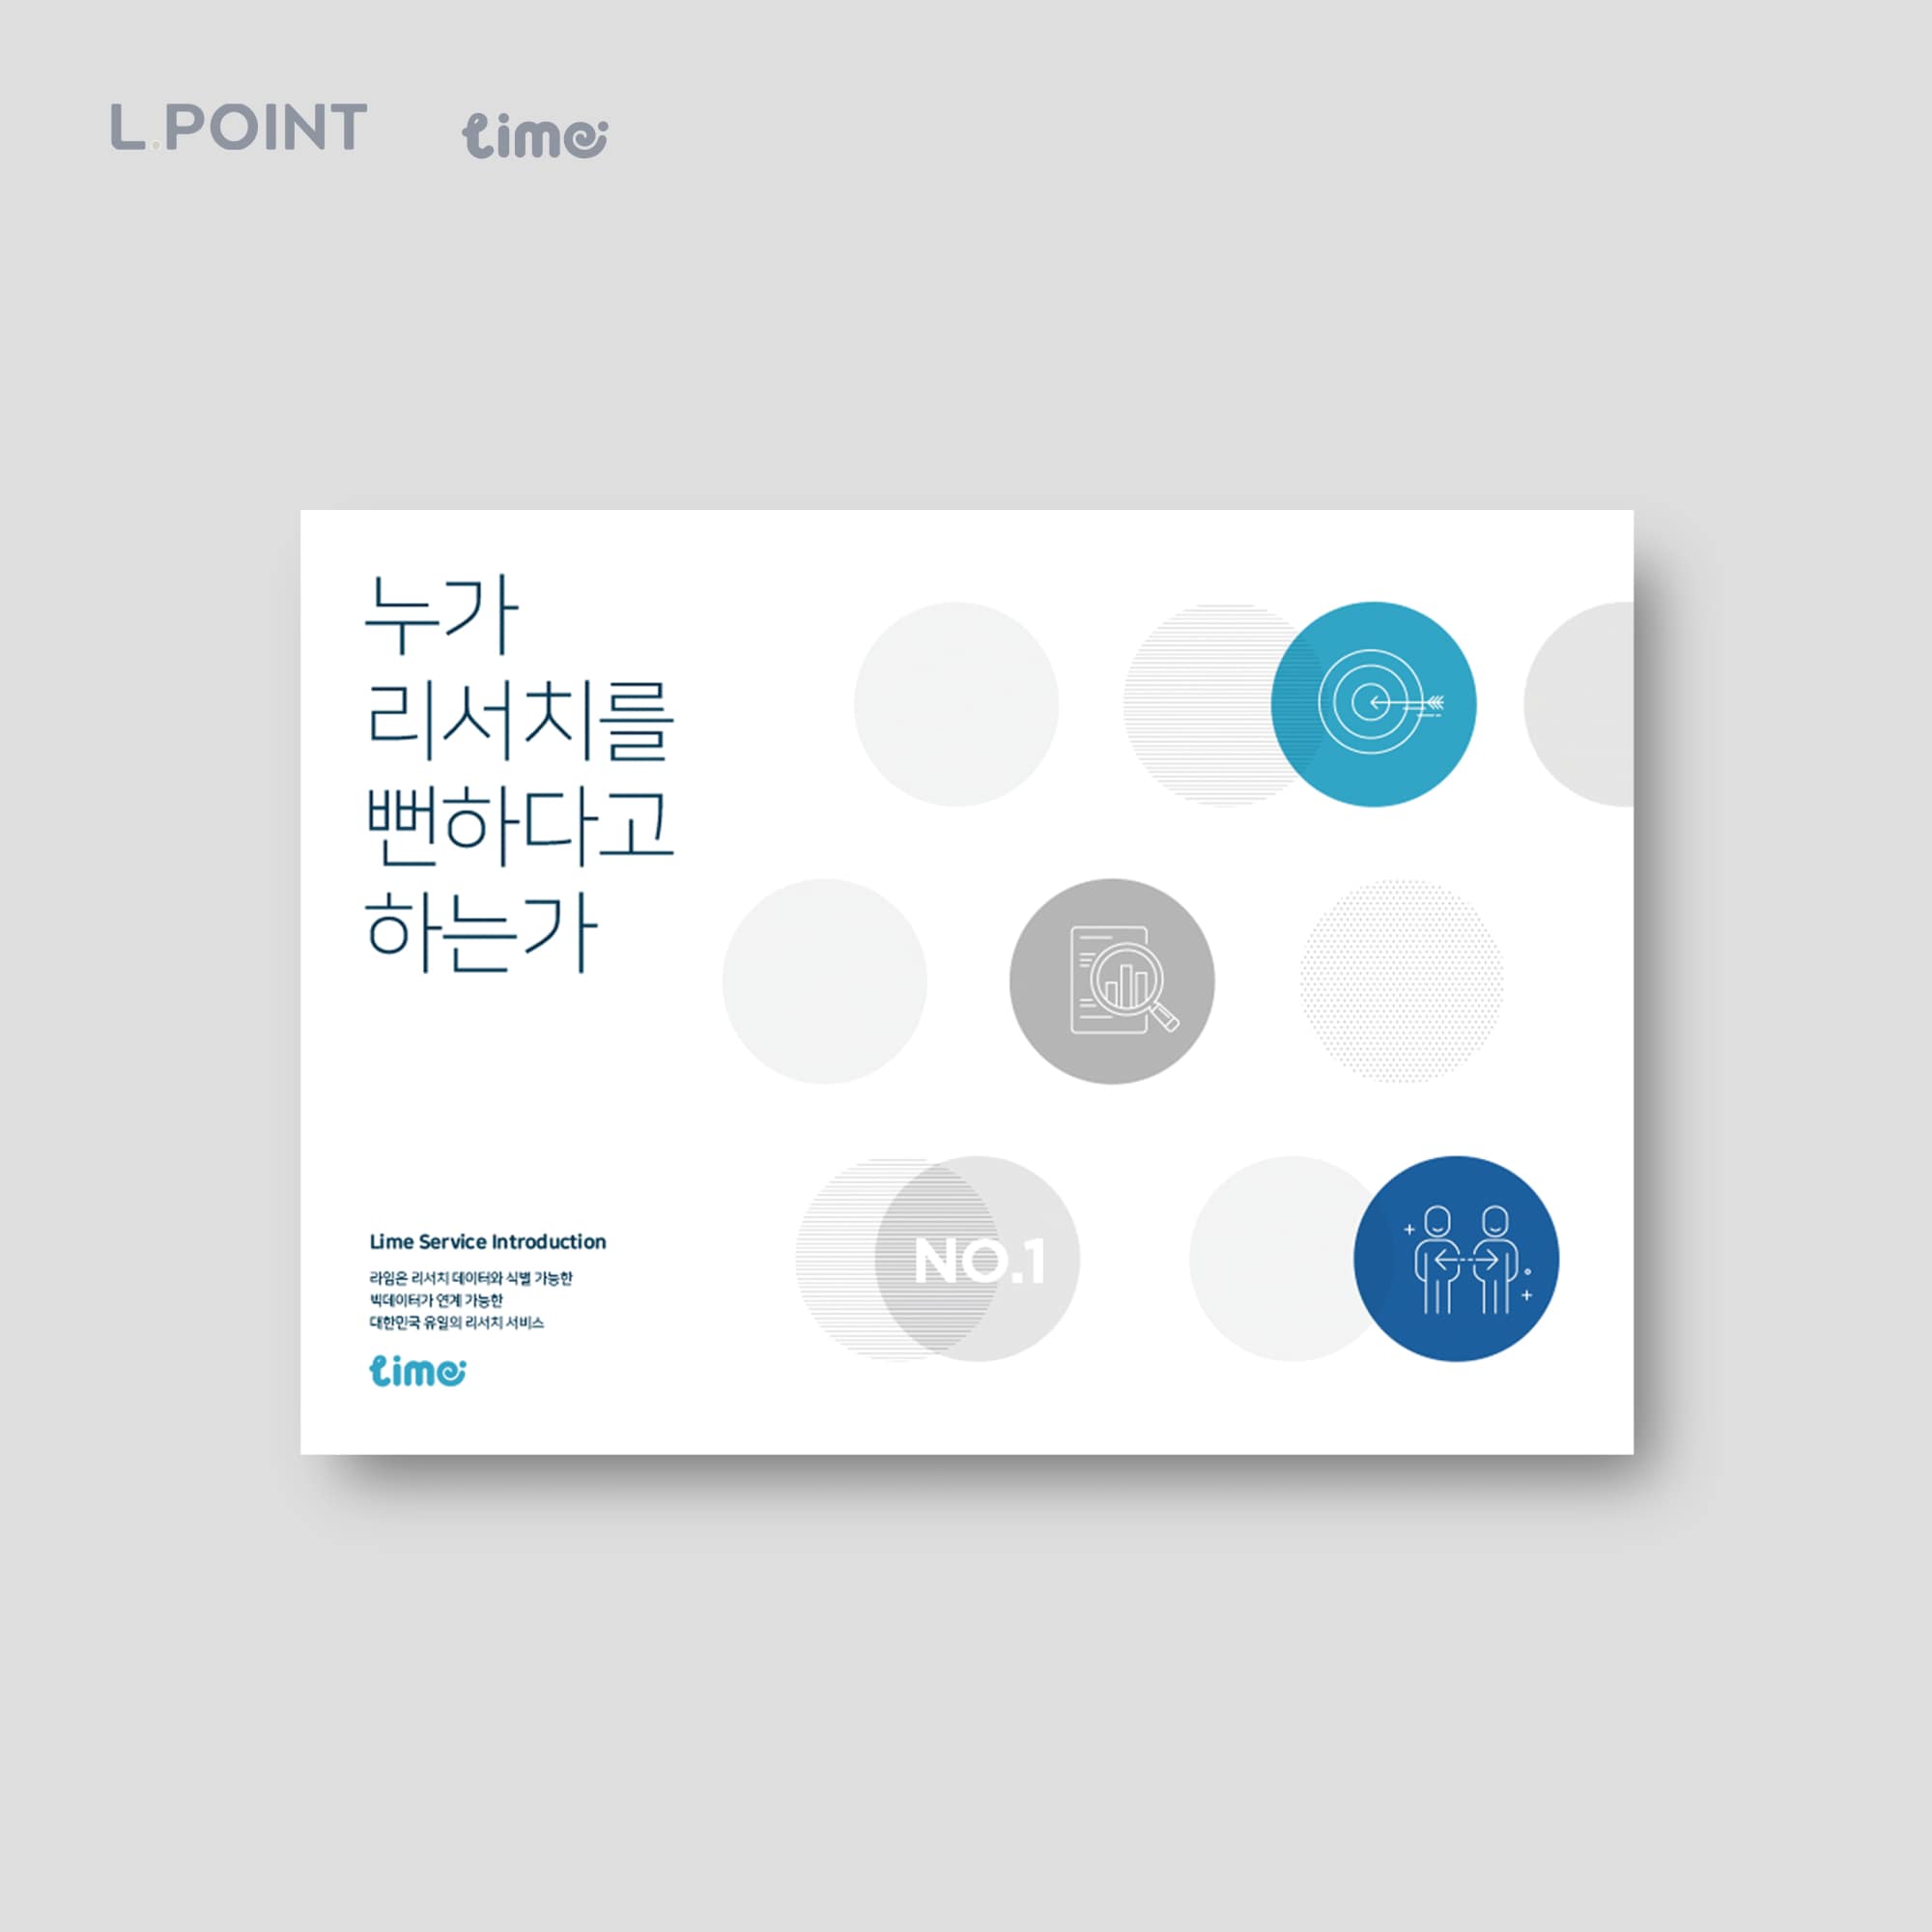 L.POINT
lime
누가
리서치를
뻔하다고
하는가
NO.1
Lime Service Introduction
라임은 리서치 데이터와 식별 가능한
빅데이터가 연계 가능한
대한민국 유일의 리서치 서비스
lime